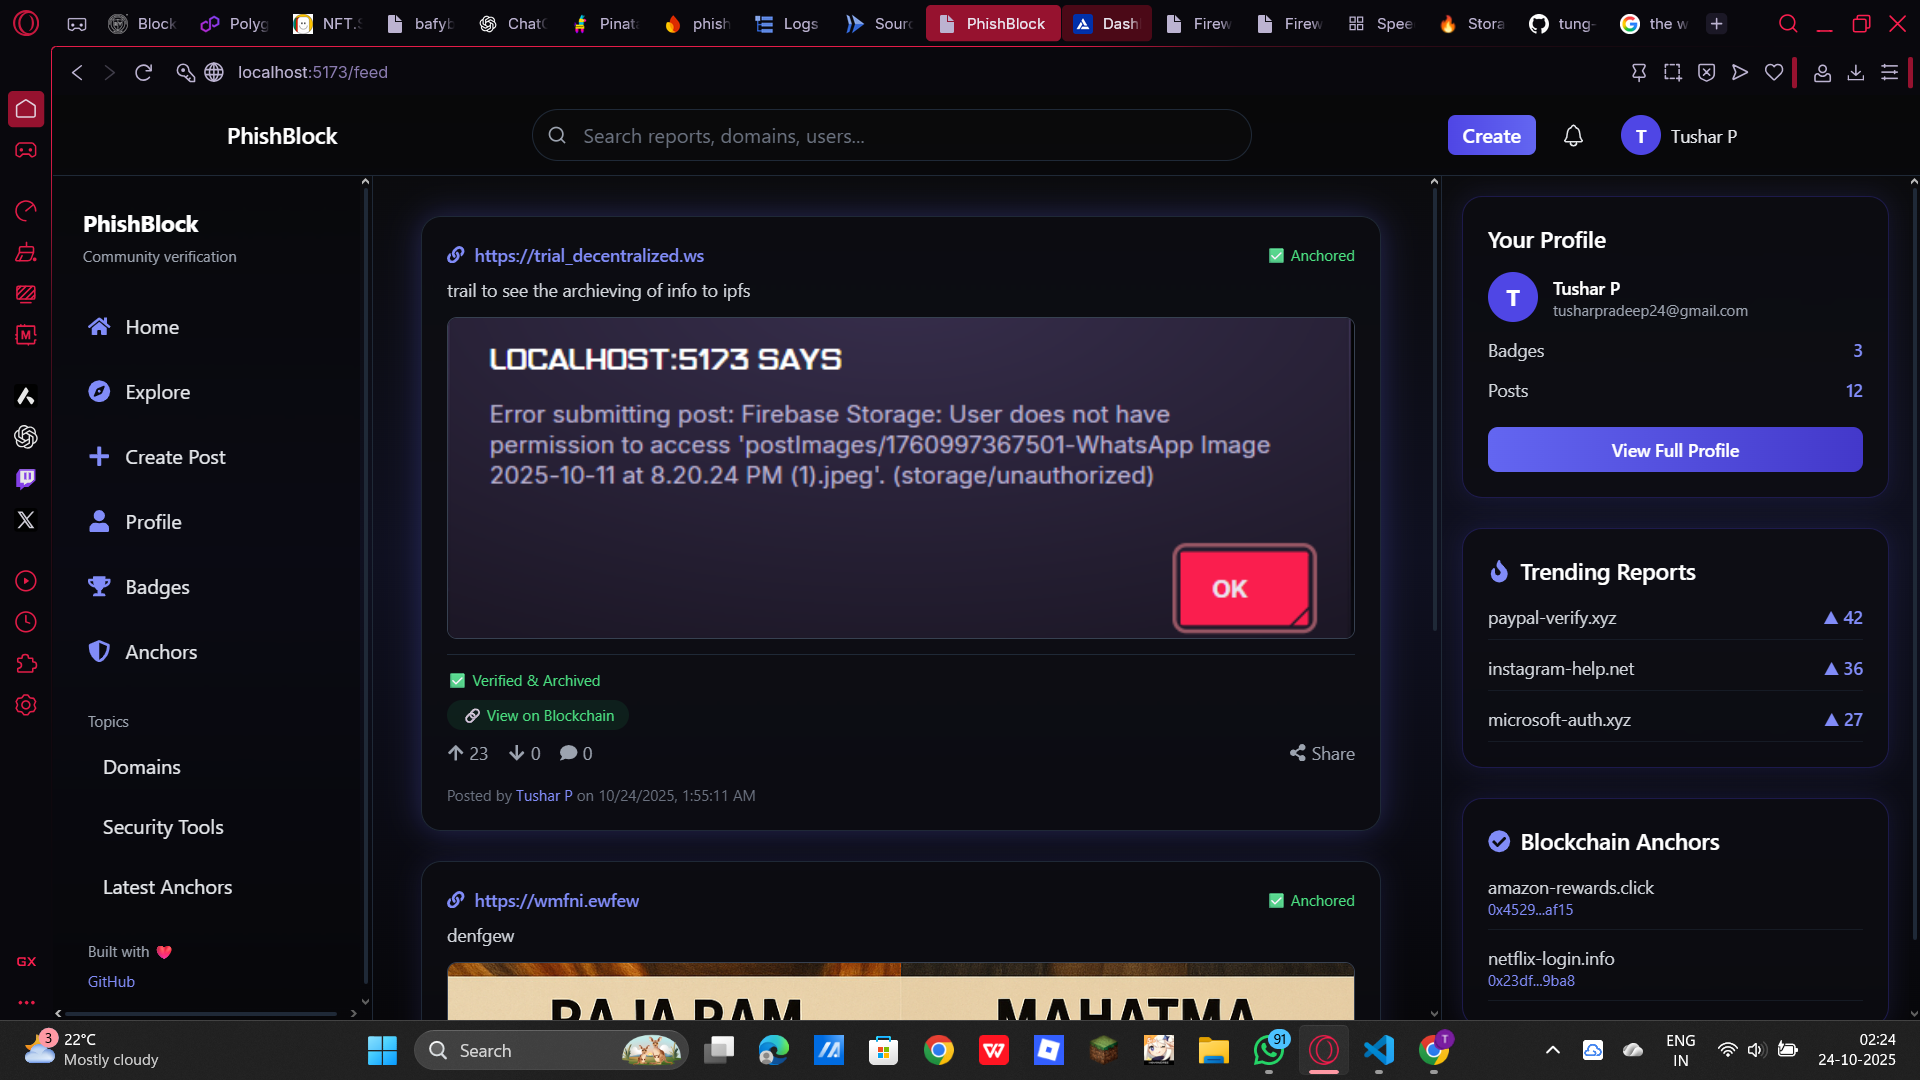 Block
Polyg
NFT.S
bafyb
ChatG
Pinata
phish
Logs
Sourc
PhishBlock
Dashl
Firew
Firew
Spee
Stora
tung-
the w
localhost:5173/feed
PhishBlock
Search reports, domains, users...
Create
T
Tushar P
PhishBlock
Community verification
Home
Explore
Create Post
Profile
Badges
Anchors
Topics
Domains
Security Tools
Latest Anchors
Built with
GitHub
https://trial_decentralized.ws
✅ Anchored
trail to see the archieving of info to ipfs
LOCALHOST:5173 SAYS
Error submitting post: Firebase Storage: User does not have
permission to access 'postImages/1760997367501-WhatsApp Image
2025-10-11 at 8.20.24 PM (1).jpeg'. (storage/unauthorized)
OK
✅ Verified & Archived
🔗 View on Blockchain
23
0
0
Share
Posted by Tushar P on 10/24/2025, 1:55:11 AM
https://wmfni.ewfew
✅ Anchored
denfgew
RAJA RAM
MAHATMA
Your Profile
T
Tushar P
tusharpradeep24@gmail.com
Badges
3
Posts
12
View Full Profile
Trending Reports
paypal-verify.xyz
▲ 42
instagram-help.net
▲ 36
microsoft-auth.xyz
▲ 27
Blockchain Anchors
amazon-rewards.click
0x4529...af15
netflix-login.info
0x23df...9ba8
M
GX
3
22°C
Mostly cloudy
Search
91
T
ENG
IN
02:24
24-10-2025